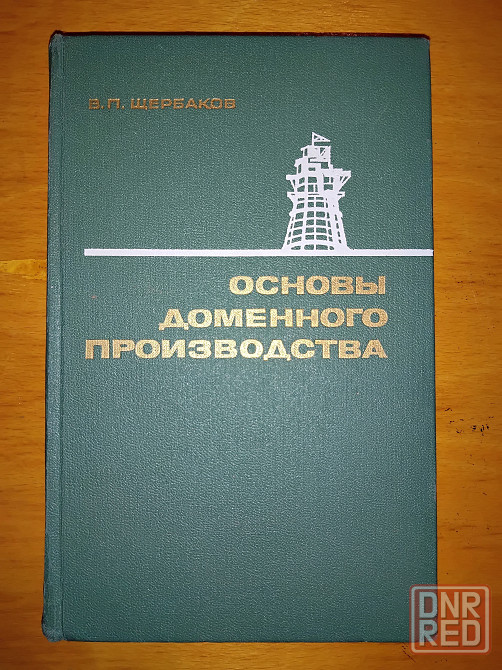 В. П. ЩЕРБАКОВ
ОСНОВЫ
ДОМЕННОГО
ПРОИЗВОДСТВА
DNR
RED